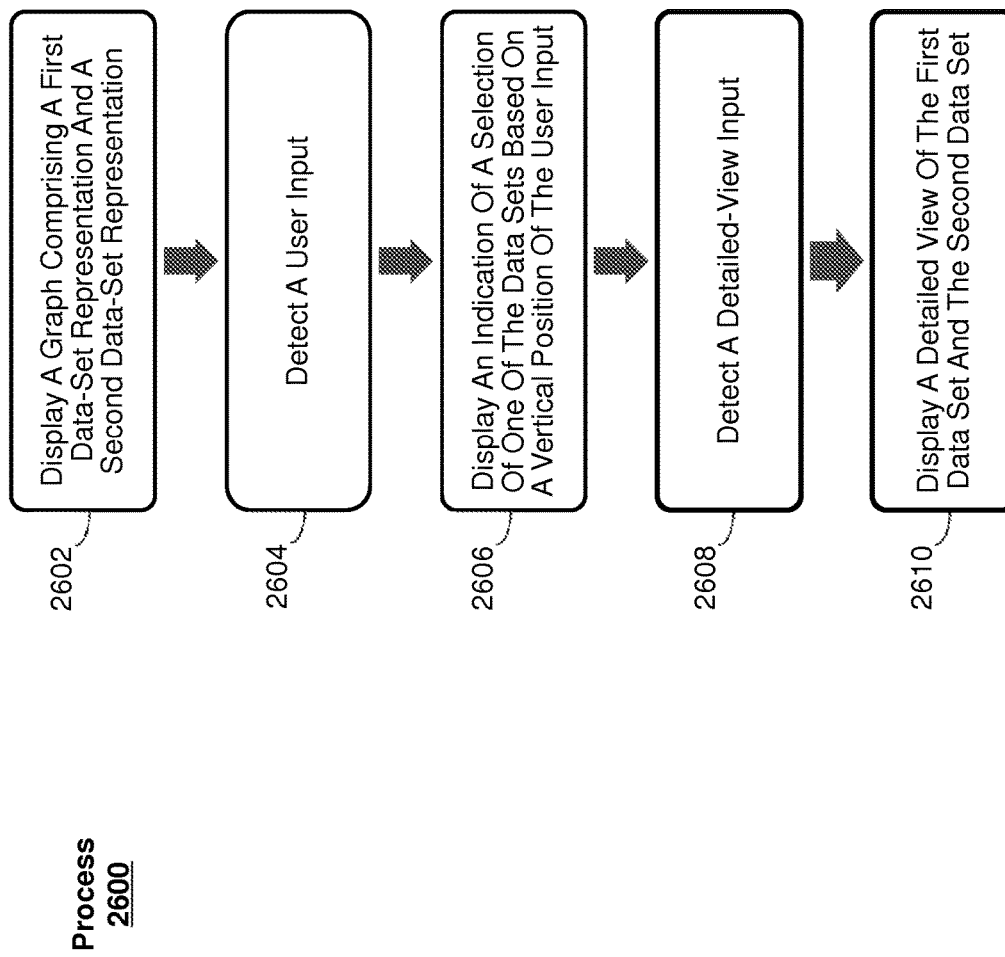 Process
2600
2602
Display A Graph Comprising A First
Data-Set Representation And A
Second Data-Set Representation
2604
Detect A User Input
2606
Display An Indication Of A Selection
Of One Of The Data Sets Based On
A Vertical Position Of The User Input
2608
Detect A Detailed-View Input
2610
Display A Detailed View Of The First
Data Set And The Second Data Set